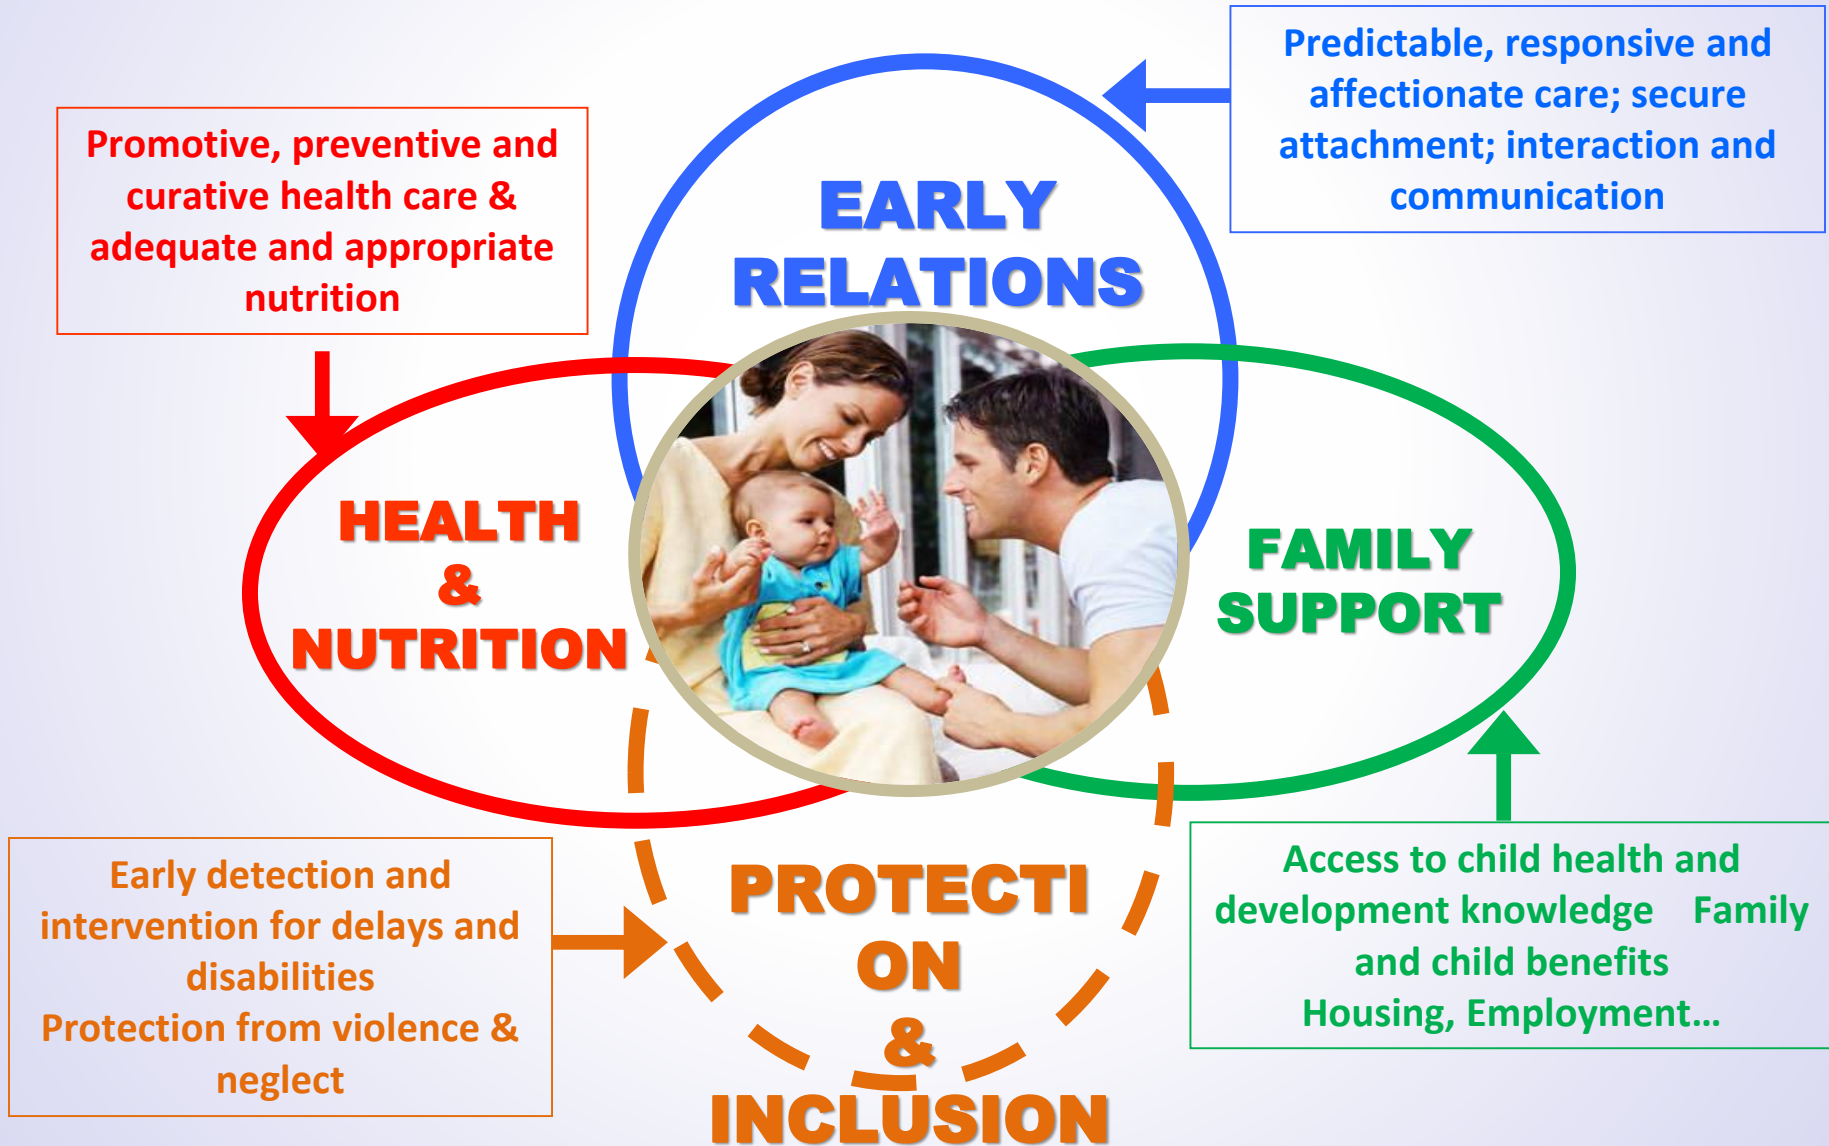 Predictable, responsive and
affectionate care; secure
attachment; interaction and
communication
Promotive, preventive and
curative health care &
adequate and appropriate
nutrition
EARLY
RELATIONS
HEALTH
&
NUTRITION
FAMILY
SUPPORT
PROTECTI
ON
&
INCLUSION
Early detection and
intervention for delays and
disabilities
Protection from violence &
neglect
Access to child health and
development knowledge Family
and child benefits
Housing, Employment…